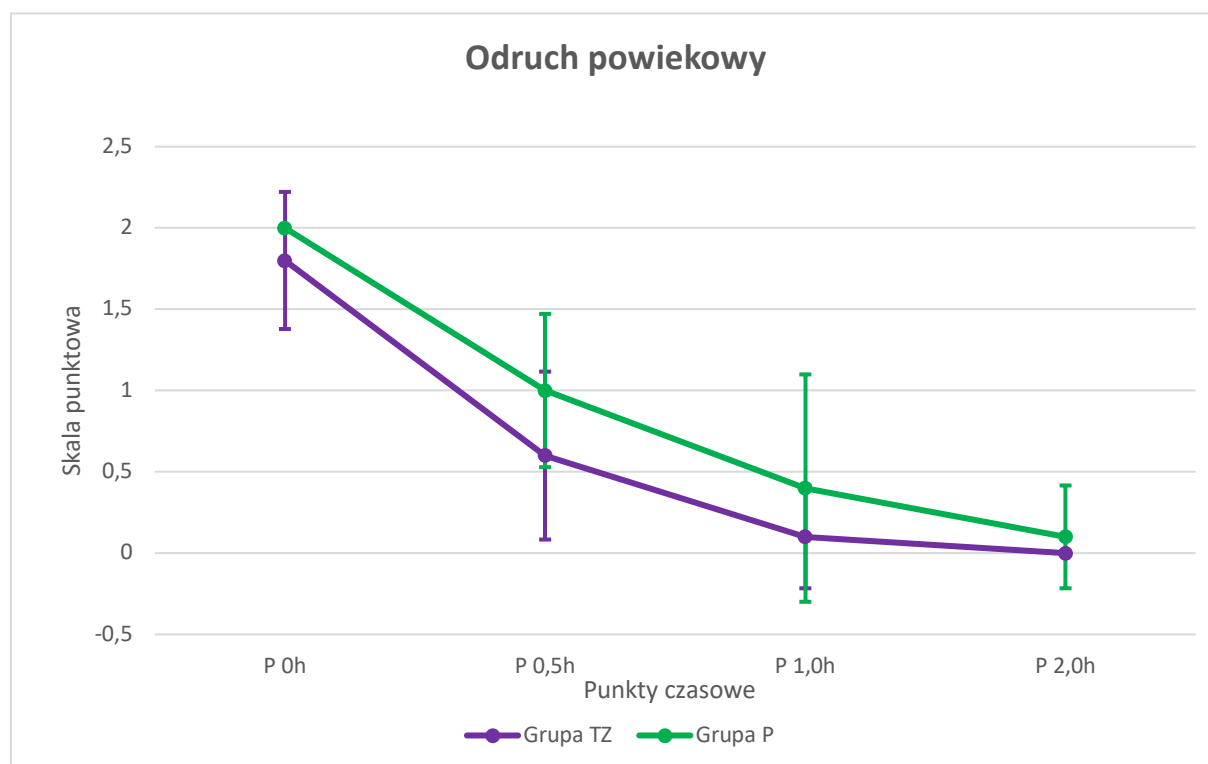 Odruch powiekowy
2,5
2
1,5
1
0,5
0
-0,5
Skala punktowa
P 0h P 0,5h P 1,0h P 2,0h
Punkty czasowe
Grupa TZ Grupa P